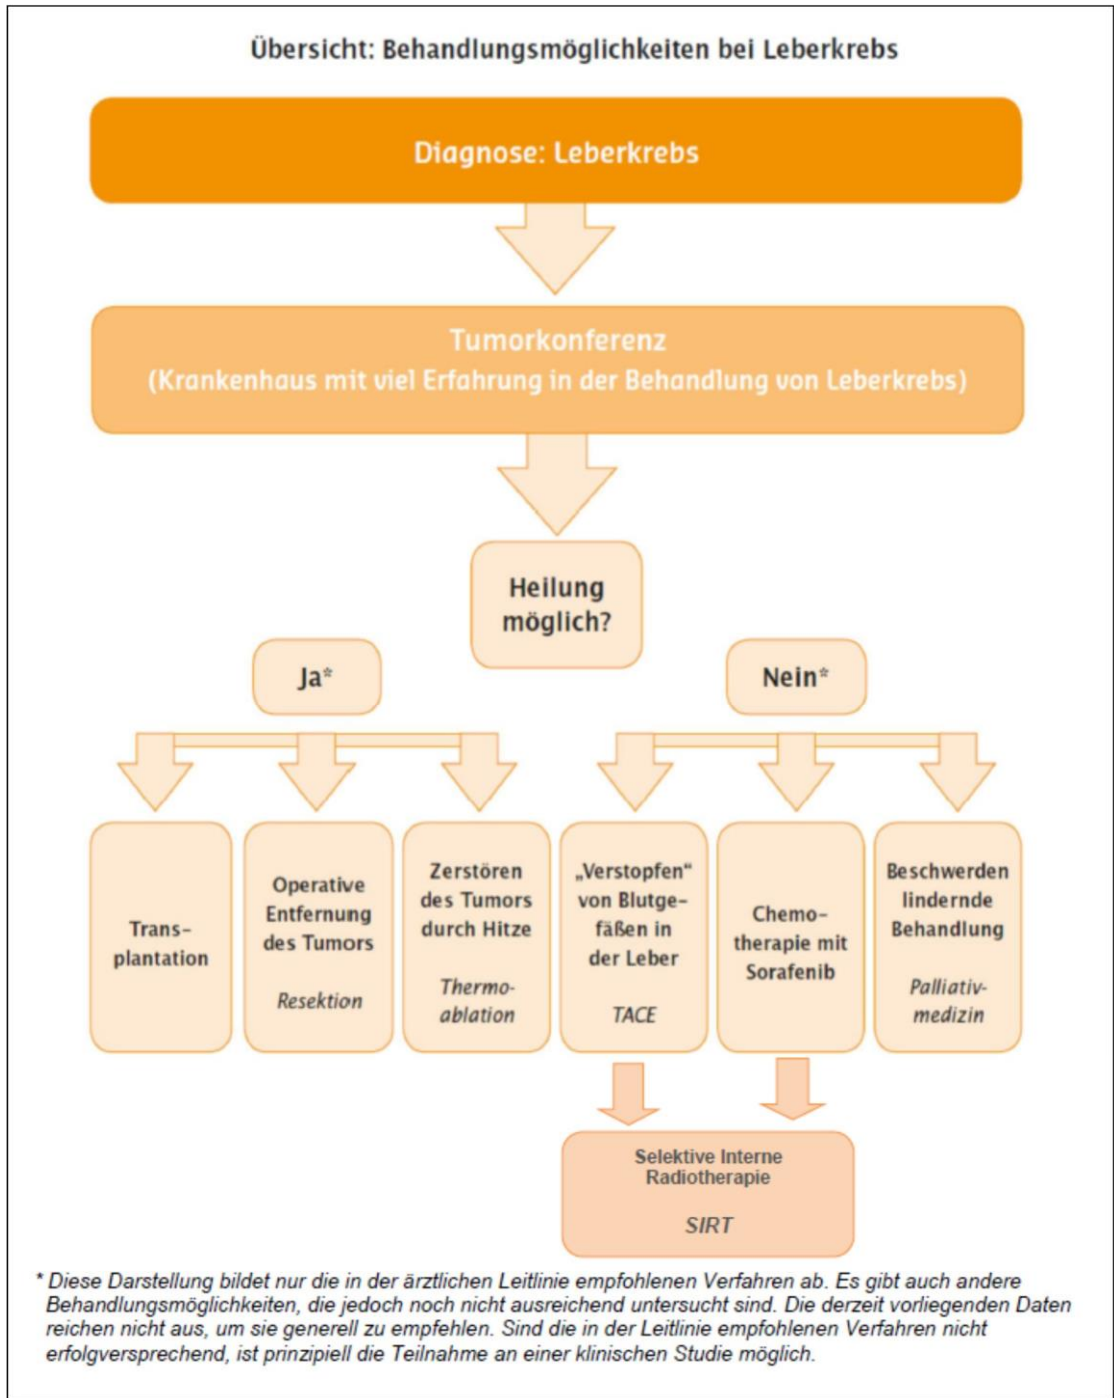 Übersicht: Behandlungsmöglichkeiten bei Leberkrebs
Diagnose: Leberkrebs
Tumorkonferenz
(Krankenhaus mit viel Erfahrung in der Behandlung von Leberkrebs)
Heilung
möglich?
Ja*
Nein*
Trans-
plantation
Operative
Entfernung
des Tumors
Resektion
Zerstören
des Tumors
durch Hitze
Thermo-
ablation
„Verstopfen“
von Blutge-
fäßen in
der Leber
TACE
Chemo-
therapie mit
Sorafenib
Beschwerden
lindernde
Behandlung
Palliativ-
medizin
Selektive Interne
Radiotherapie
SIRT
* Diese Darstellung bildet nur die in der ärztlichen Leitlinie empfohlenen Verfahren ab. Es gibt auch andere
Behandlungsmöglichkeiten, die jedoch noch nicht ausreichend untersucht sind. Die derzeit vorliegenden Daten
reichen nicht aus, um sie generell zu empfehlen. Sind die in der Leitlinie empfohlenen Verfahren nicht
erfolgversprechend, ist prinzipiell die Teilnahme an einer klinischen Studie möglich.